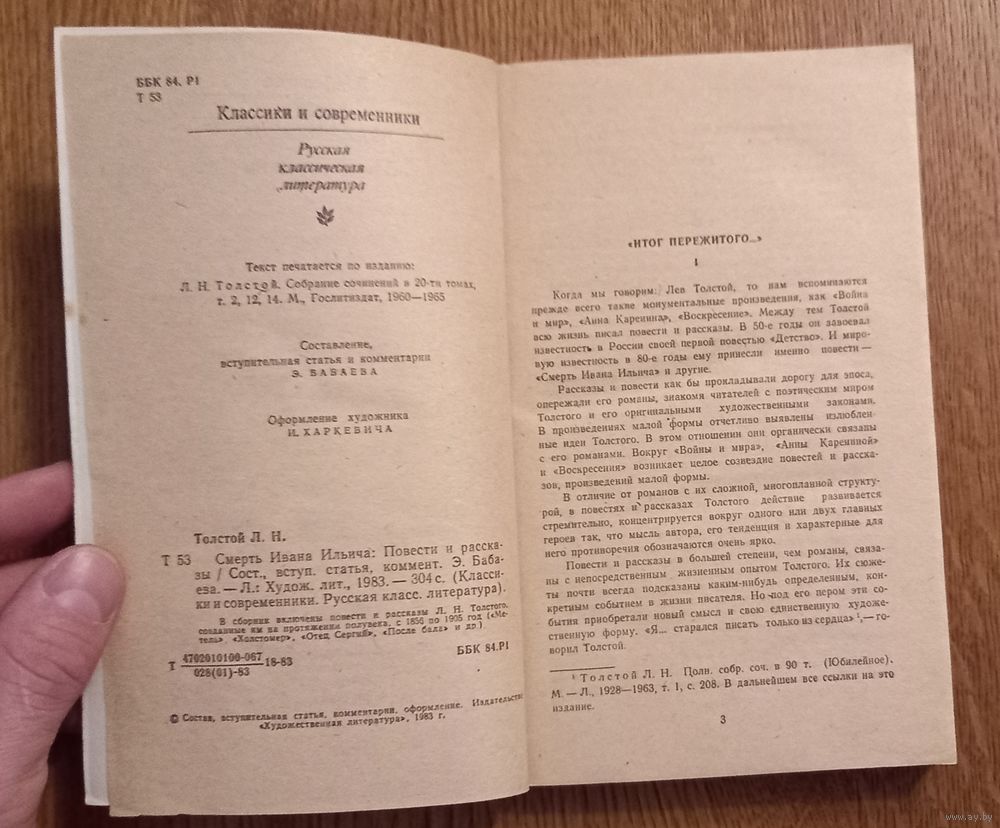 ББК 84. Р1
Т 53
Классики и современники
Русская
классическая
литература
Текст печатается по изданию:
Л. Н. Толстой. Собрание сочинений в 20-ти томах,
т. 2, 12, 14. М., Гослитиздат, 1960—1965
Составление,
вступительная статья и комментарии
Э. БАБАЕВА
Оформление художника
И. ХАРКЕВИЧА
Толстой Л. Н.
Т 53 Смерть Ивана Ильича: Повести и расска-
зы / Сост., вступ. статья, коммент. Э. Баба-
ева. — Л.: Худож. лит., 1983. — 304 с. (Класси-
ки и современники. Русская класс. литература).
В сборник включены повести и рассказы Л. Н. Толстого,
созданные им на протяжении полувека, с 1856 по 1905 год («Ме-
тель», «Холстомер», «Отец Сергий», «После бала» и др.).
Т 4702010100-067
028(01)-83 18-83
ББК 84.Р1
© Состав, вступительная статья, комментарии, оформление. Издательство
«Художественная литература», 1983 г.
«ИТОГ ПЕРЕЖИТОГО...»
1
Когда мы говорим: Лев Толстой, то нам вспоминаются
прежде всего такие монументальные произведения, как «Война
и мир», «Анна Каренина», «Воскресение». Между тем Толстой
всю жизнь писал повести и рассказы. В 50-е годы он завоевал
известность в России своей первой повестью «Детство». И миро-
вую известность в 80-е годы ему принесли именно повести —
«Смерть Ивана Ильича» и другие.
Рассказы и повести как бы прокладывали дорогу для эпоса,
опережали его романы, знакомя читателей с поэтическим миром
Толстого и его оригинальными художественными законами.
В произведениях малой формы отчетливо выявлены излюблен-
ные идеи Толстого. В этом отношении они органически связаны
с его романами. Вокруг «Войны и мира», «Анны Карениной»
и «Воскресения» возникает целое созвездие повестей и расска-
зов, произведений малой формы.
В отличие от романов с их сложной, многоплановой структу-
рой, в повестях и рассказах Толстого действие развивается
стремительно, концентрируется вокруг одного или двух главных
героев так, что мысль автора, его тенденция и характерные для
него противоречия обозначаются очень ярко.
Повести и рассказы в большей степени, чем романы, связа-
ны с непосредственным жизненным опытом Толстого. Их сюже-
ты почти всегда подсказаны каким-нибудь определенным, кон-
кретным событием в жизни писателя. Но под его пером эти со-
бытия приобретали новый смысл и свою единственную художе-
ственную форму. «Я... старался писать только из сердца» ¹,— го-
ворил Толстой.
¹ Толстой Л. Н. Полн. собр. соч. в 90 т. (Юбилейное).
М. — Л., 1928—1963, т. 1, с. 208. В дальнейшем все ссылки на это
издание.
3
www.ay.by